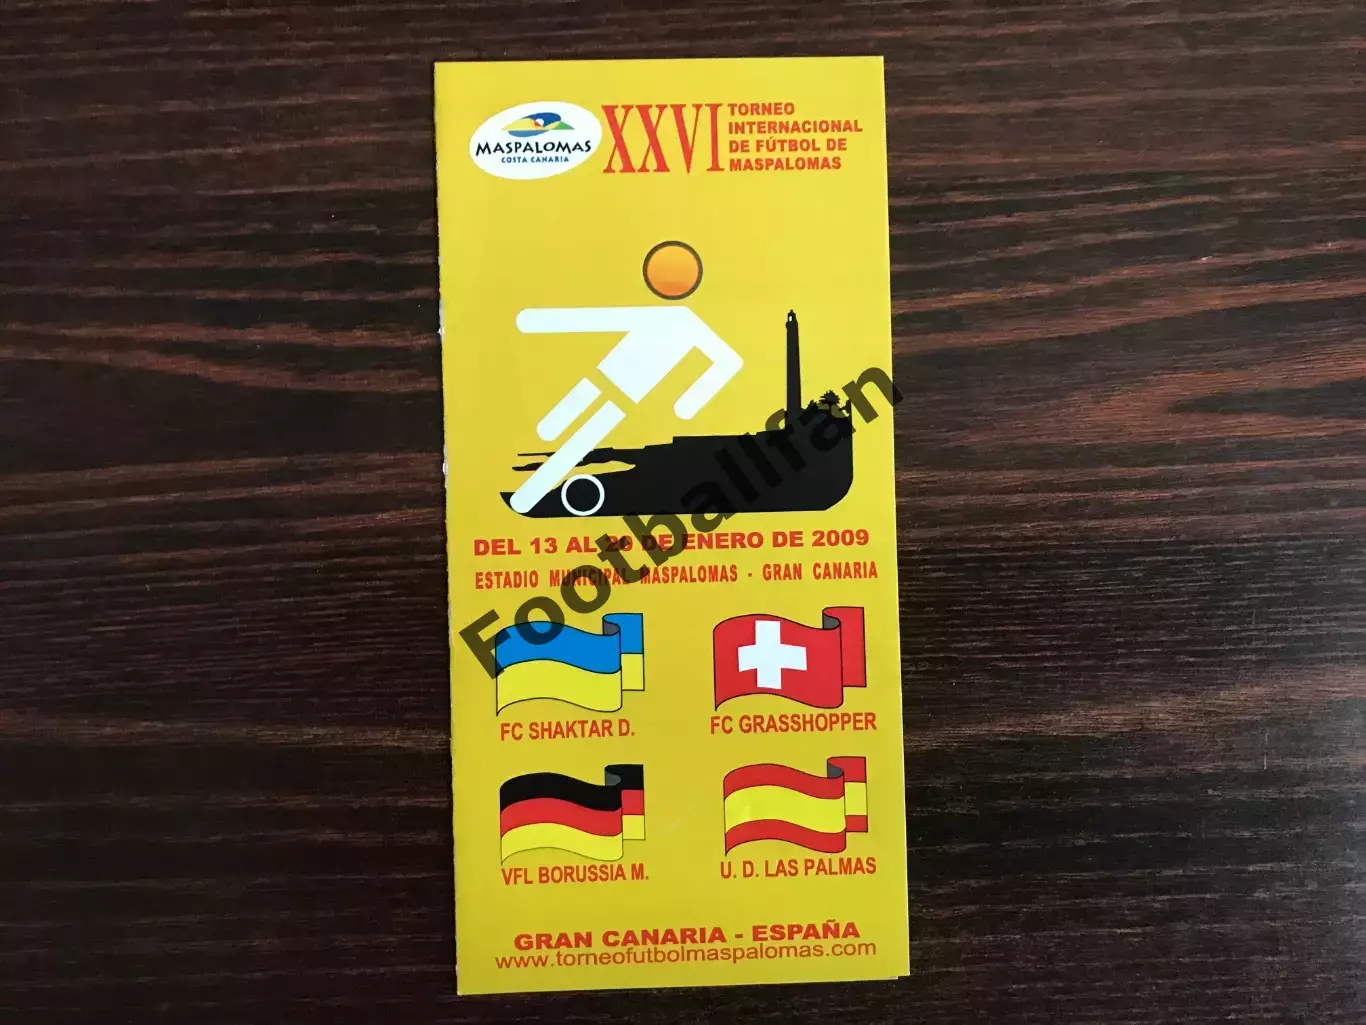 MASPALOMAS
COSTA CANARIA
XXVI
TORNEO
INTERNACIONAL
DE FÚTBOL DE
MASPALOMAS
DEL 13 AL 20 DE ENERO DE 2009
ESTADIO MUNICIPAL MASPALOMAS - GRAN CANARIA
Footballfan
FC SHAKTAR D.
FC GRASSHOPPER
VFL BORUSSIA M.
U. D. LAS PALMAS
GRAN CANARIA - ESPAÑA
www.torneofutbolmaspalomas.com